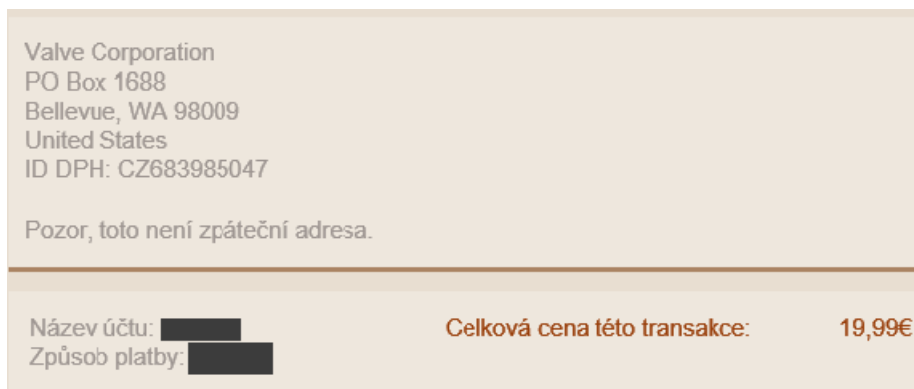 Valve Corporation
PO Box 1688
Bellevue, WA 98009
United States
ID DPH: CZ683985047
Pozor, toto není zpáteční adresa.
Název účtu:
Celková cena této transakce: 19,99€
Způsob platby: